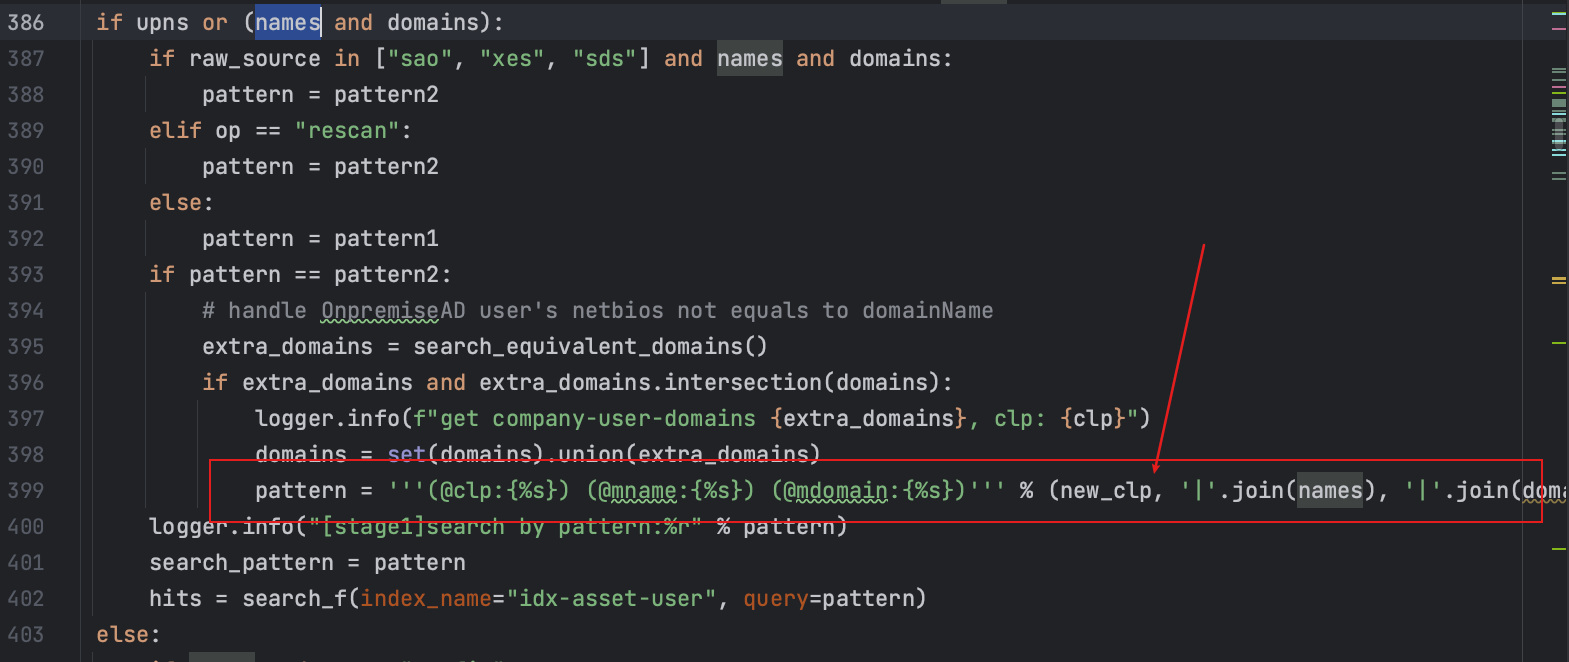 386 if upns or (names and domains):
387 if raw_source in ["sao", "xes", "sds"] and names and domains:
388 pattern = pattern2
389 elif op == "rescan":
390 pattern = pattern2
391 else:
392 pattern = pattern1
393 if pattern == pattern2:
394 # handle OnpremiseAD user's netbios not equals to domainName
395 extra_domains = search_equivalent_domains()
396 if extra_domains and extra_domains.intersection(domains):
397 logger.info(f"get company-user-domains {extra_domains}, clp: {clp}")
398 domains = set(domains).union(extra_domains)
399 pattern = '''(@clp:{%s}) (@mname:{%s}) (@mdomain:{%s})''' % (new_clp, '|'.join(names), '|'.join(doma
400 logger.info("[stage1]search by pattern:%r" % pattern)
401 search_pattern = pattern
402 hits = search_f(index_name="idx-asset-user", query=pattern)
403 else: